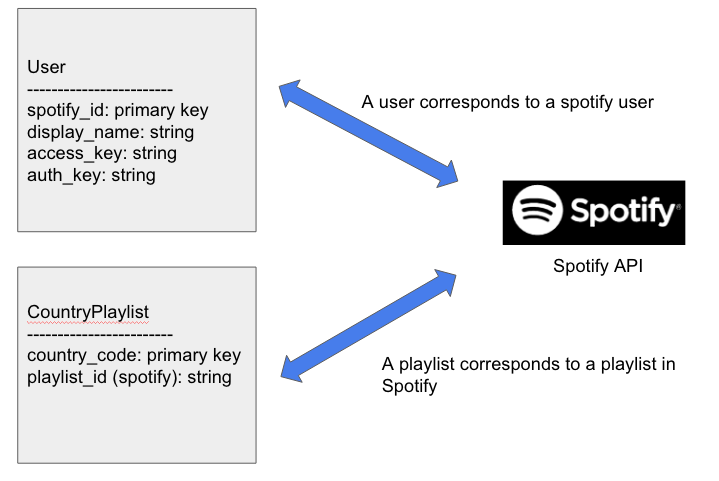 User
------------------------
spotify_id: primary key
display_name: string
access_key: string
auth_key: string
A user corresponds to a spotify user
Spotify®
Spotify API
CountryPlaylist
------------------------
country_code: primary key
playlist_id (spotify): string
A playlist corresponds to a playlist in
Spotify